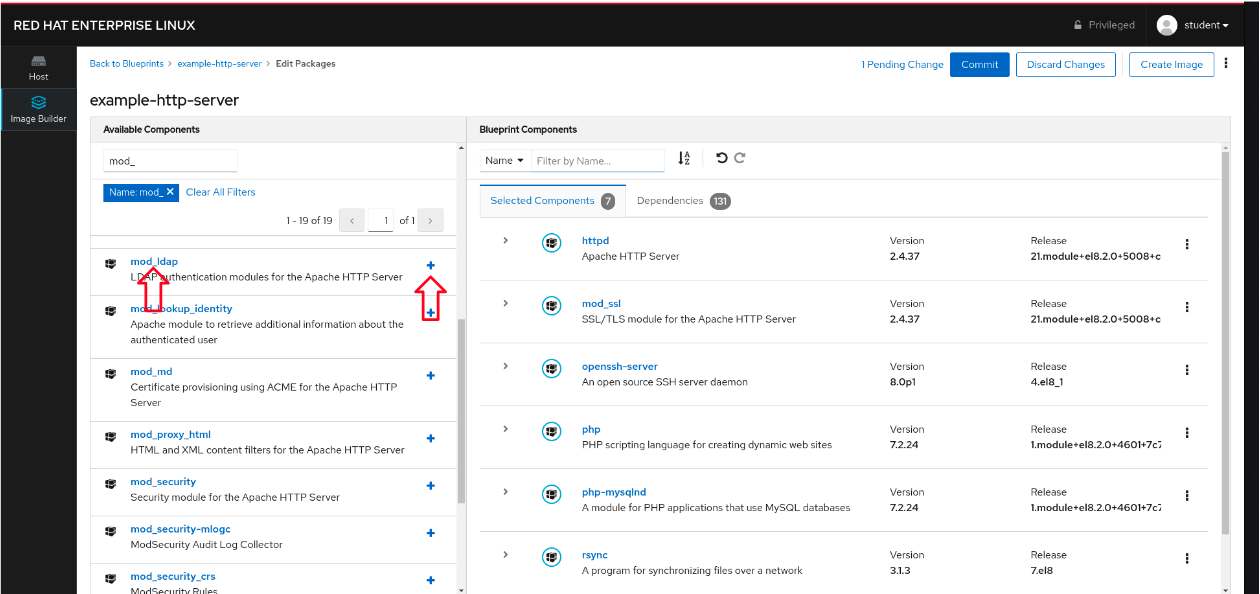 RED HAT ENTERPRISE LINUX
Privileged
student
Host
Image Builder
Back to Blueprints > example-http-server > Edit Packages
1 Pending Change
Commit
Discard Changes
Create Image
example-http-server
Available Components
mod_
Name: mod_ ×
Clear All Filters
1 - 19 of 19
<
1
of 1
>
mod_ldap
LDAP authentication modules for the Apache HTTP Server
mod_lookup_identity
Apache module to retrieve additional information about the
authenticated user
mod_md
Certificate provisioning using ACME for the Apache HTTP
Server
mod_proxy_html
HTML and XML content filters for the Apache HTTP Server
mod_security
Security module for the Apache HTTP Server
mod_security-mlogc
ModSecurity Audit Log Collector
mod_security_crs
ModSecurity Rules
Blueprint Components
Name
Filter by Name...
Selected Components 7
Dependencies 131
httpd
Apache HTTP Server
Version
2.4.37
Release
21.module+el8.2.0+5008+c
mod_ssl
SSL/TLS module for the Apache HTTP Server
Version
2.4.37
Release
21.module+el8.2.0+5008+c
openssh-server
An open source SSH server daemon
Version
8.0p1
Release
4.el8_1
php
PHP scripting language for creating dynamic web sites
Version
7.2.24
Release
1.module+el8.2.0+4601+7c7
php-mysqlnd
A module for PHP applications that use MySQL databases
Version
7.2.24
Release
1.module+el8.2.0+4601+7c7
rsync
A program for synchronizing files over a network
Version
3.1.3
Release
7.el8